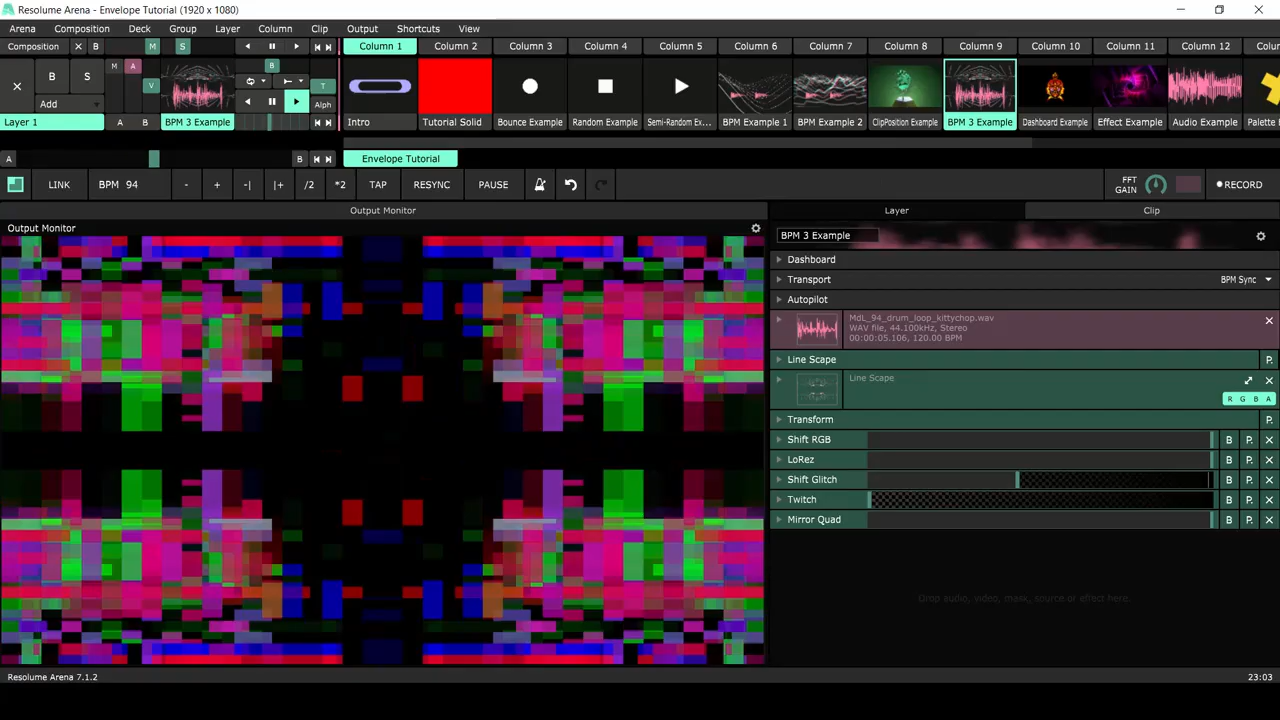 Resolume Arena - Envelope Tutorial (1920 x 1080)
Arena Composition Deck Group Layer Column Clip Output Shortcuts View
Composition X B M S Column 1 Column 2 Column 3 Column 4 Column 5 Column 6 Column 7 Column 8 Column 9 Column 10 Column 11 Column 12 Colu
B S M A B V T
Add Alph
Layer 1 A B BPM 3 Example Intro Tutorial Solid Bounce Example Random Example Semi-Random Ex... BPM Example 1 BPM Example 2 ClipPosition Example BPM 3 Example Dashboard Example Effect Example Audio Example Palette
A B Envelope Tutorial
LINK BPM 94 - + -| |+ /2 *2 TAP RESYNC PAUSE FFT GAIN RECORD
Output Monitor Layer Clip
Output Monitor
BPM 3 Example
Dashboard
Transport BPM Sync
Autopilot
MdL_94_drum_loop_kittychop.wav
WAV file, 44.100kHz, Stereo
00:00:05.106, 120.00 BPM
Line Scape P.
Line Scape
R G B A
Transform P.
Shift RGB B P.
LoRez B P.
Shift Glitch B P.
Twitch B P.
Mirror Quad B P.
Drop audio, video, mask, source or effect here.
Resolume Arena 7.1.2 23:03